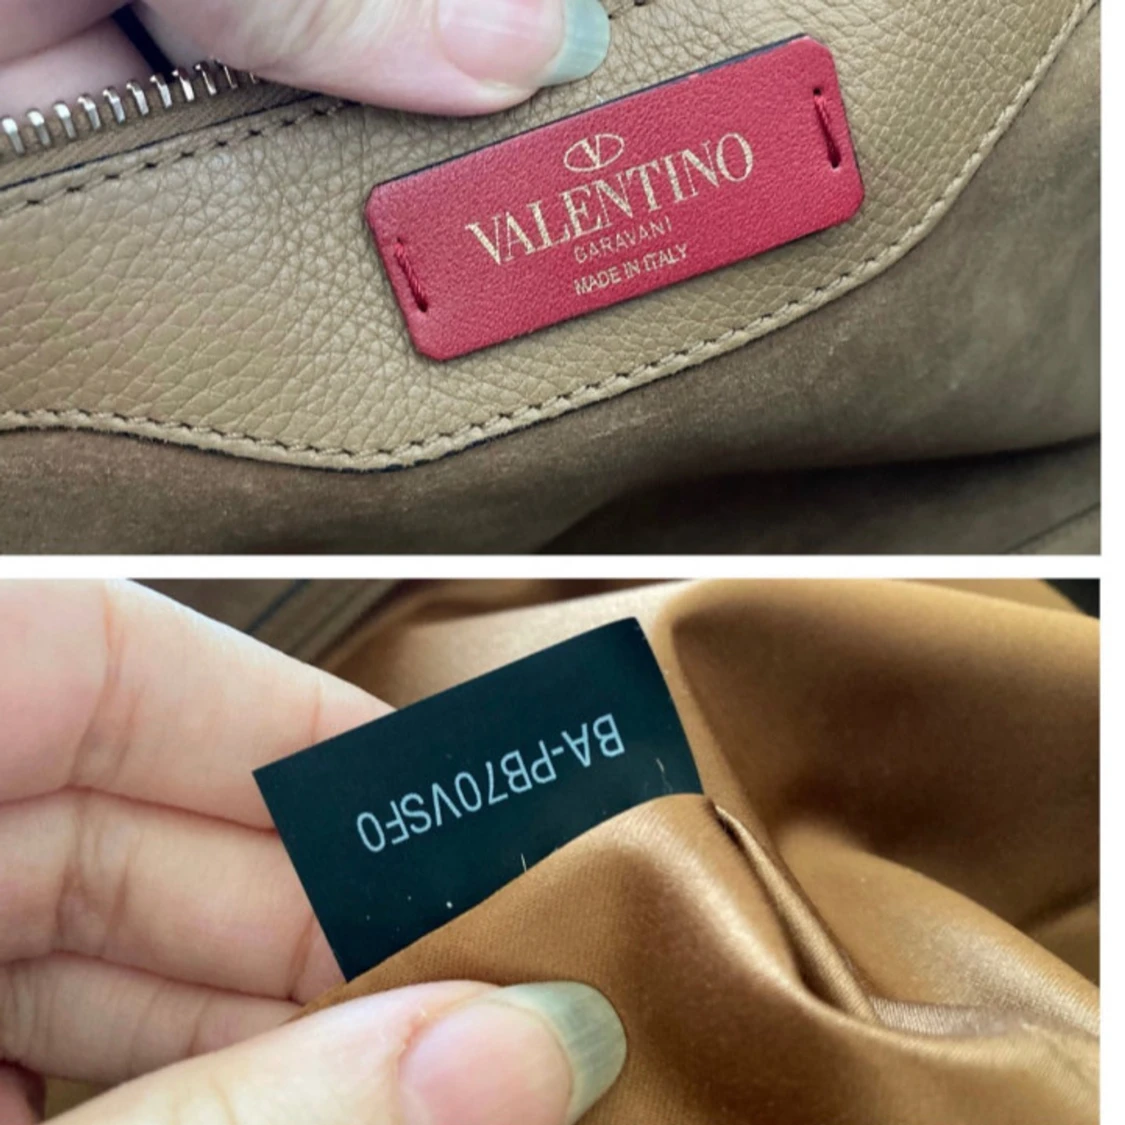 V
VALENTINO
GARAVANI
MADE IN ITALY
BA-PB70VSF0